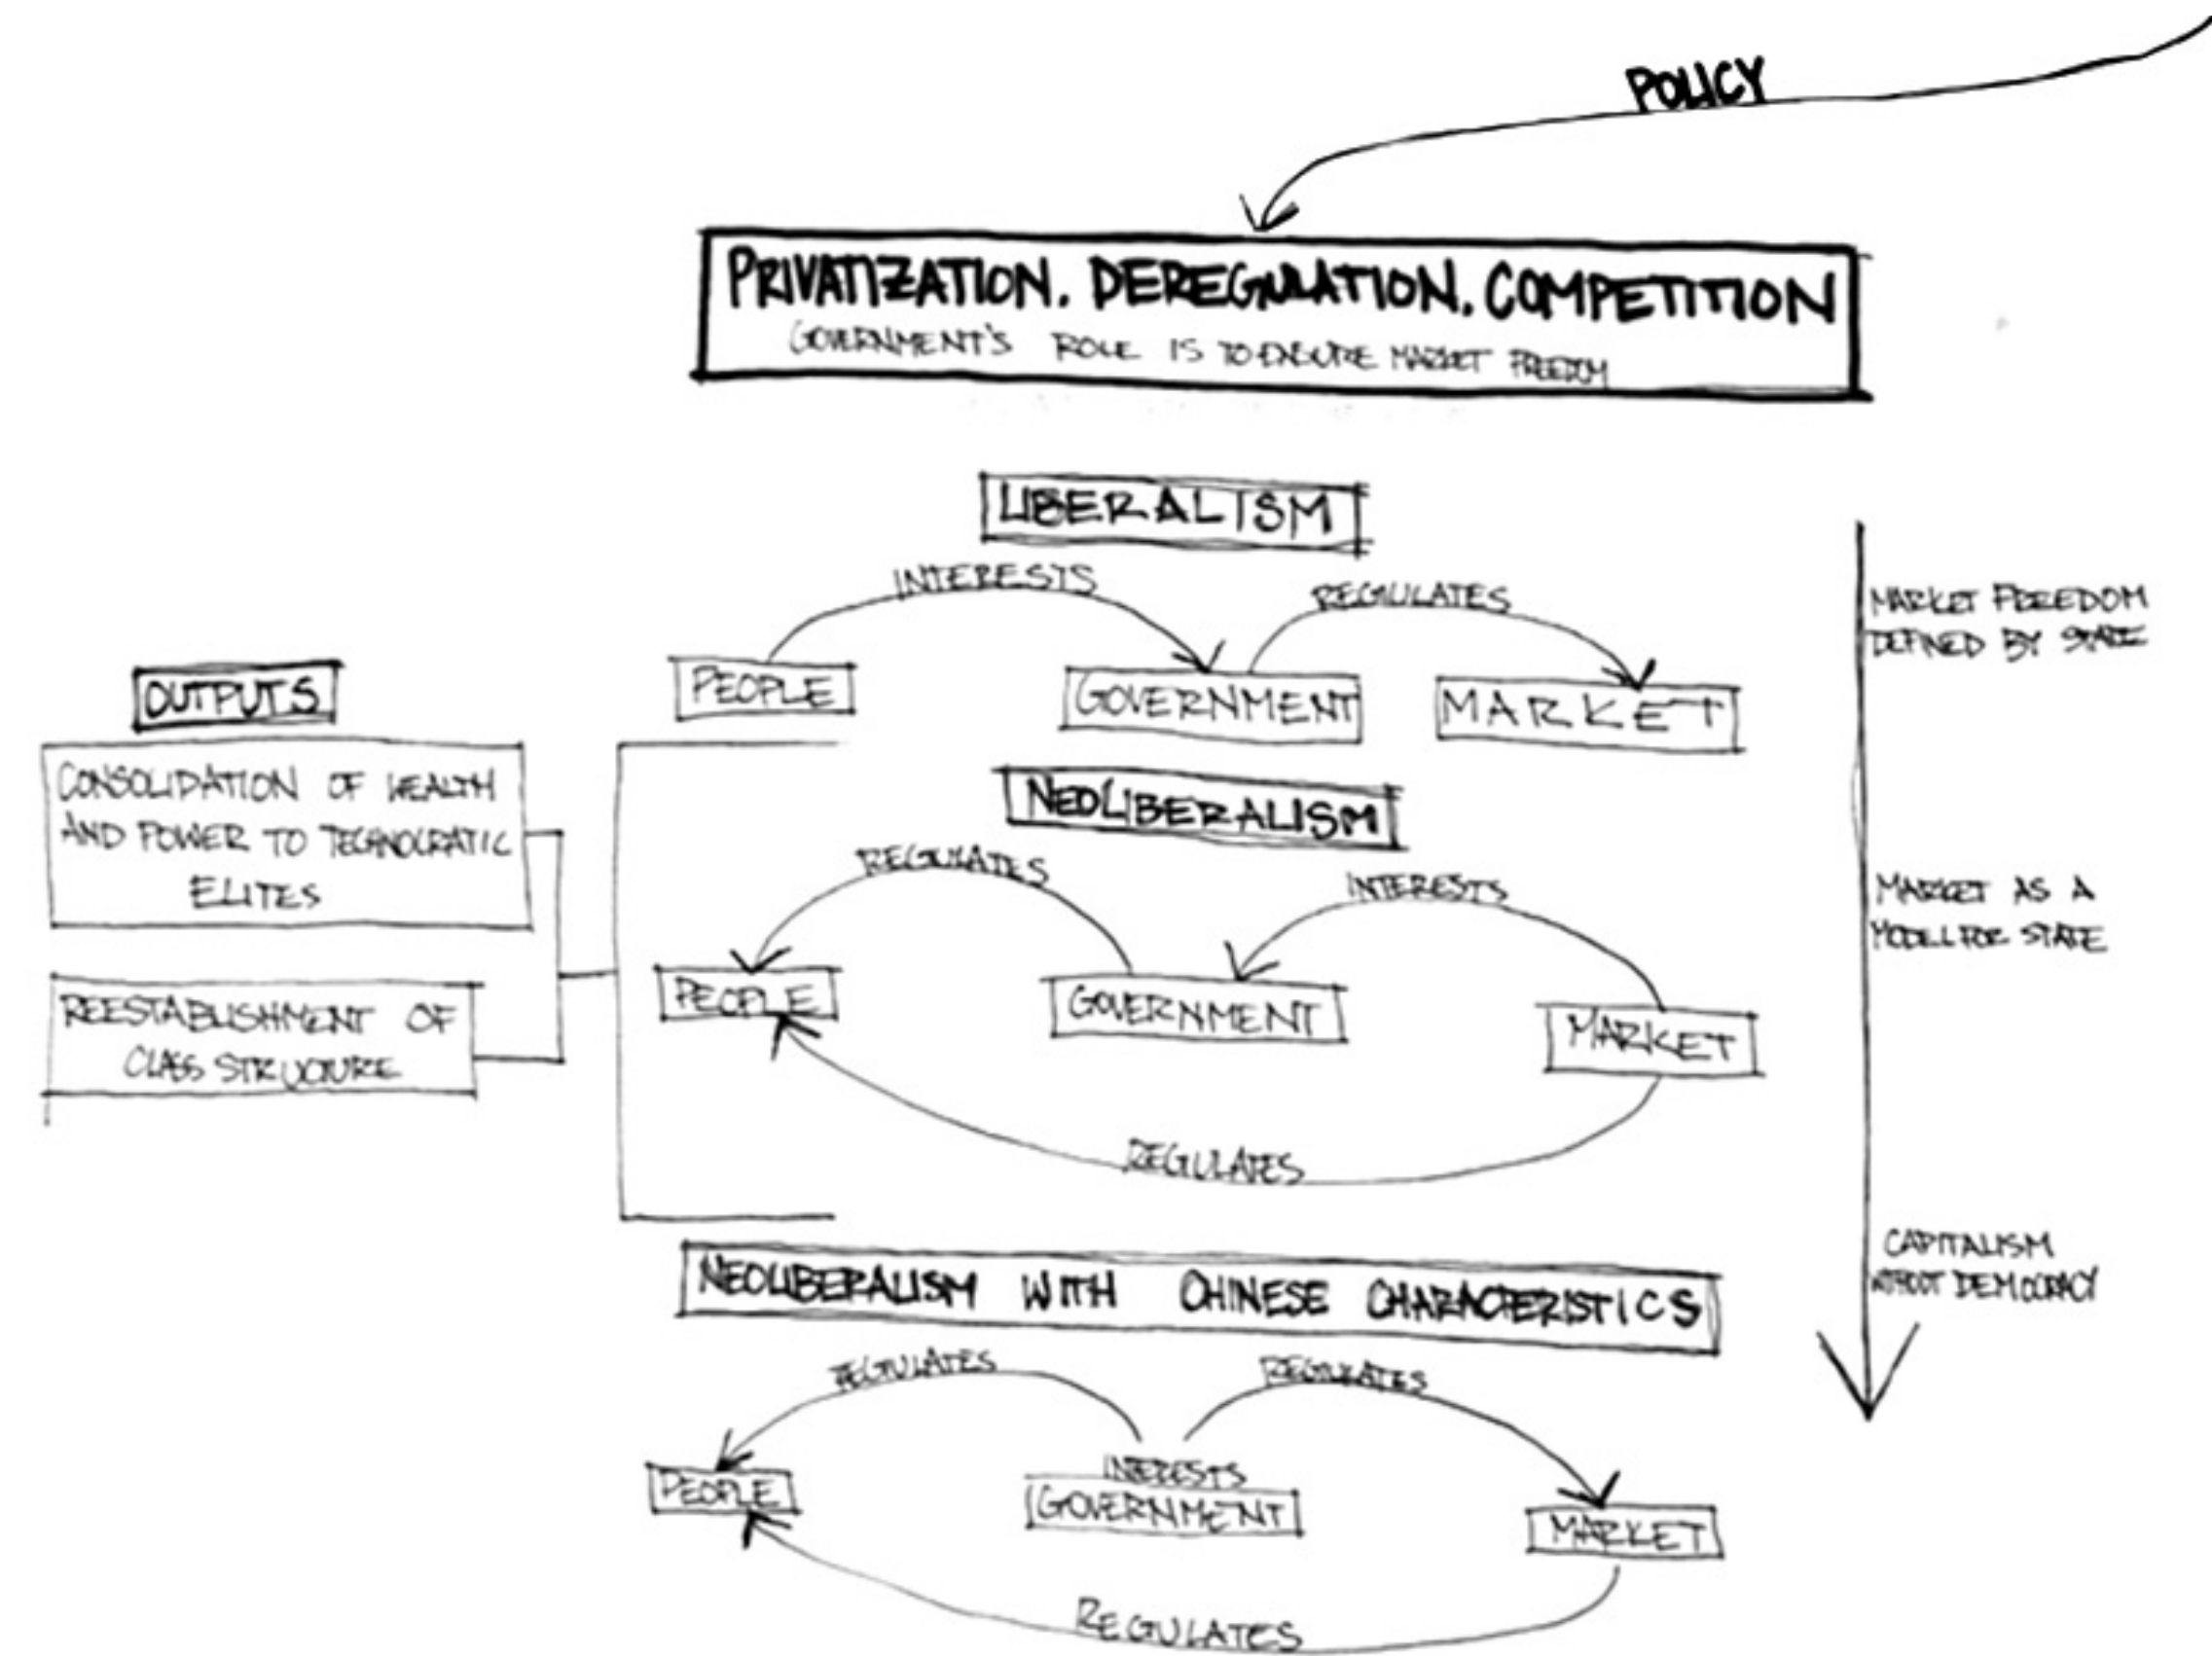 POLICY
PRIVATIZATION. DEREGULATION. COMPETITION
GOVERNMENT'S ROLE IS TO ENSURE MARKET FREEDOM
LIBERALISM
INTERESTS
REGULATES
PEOPLE
GOVERNMENT
MARKET
MARKET FREEDOM
DEFINED BY STATE
OUTPUTS
CONSOLIDATION OF WEALTH
AND POWER TO TECHNOCRATIC
ELITES
REESTABLISHMENT OF
CLASS STRUCTURE
NEOLIBERALISM
REGULATES
INTERESTS
PEOPLE
GOVERNMENT
MARKET
REGULATES
MARKET AS A
MODEL FOR STATE
NEOLIBERALISM WITH CHINESE CHARACTERISTICS
CAPITALISM
WITHOUT DEMOCRACY
REGULATES
REGULATES
PEOPLE
INTERESTS
GOVERNMENT
MARKET
REGULATES